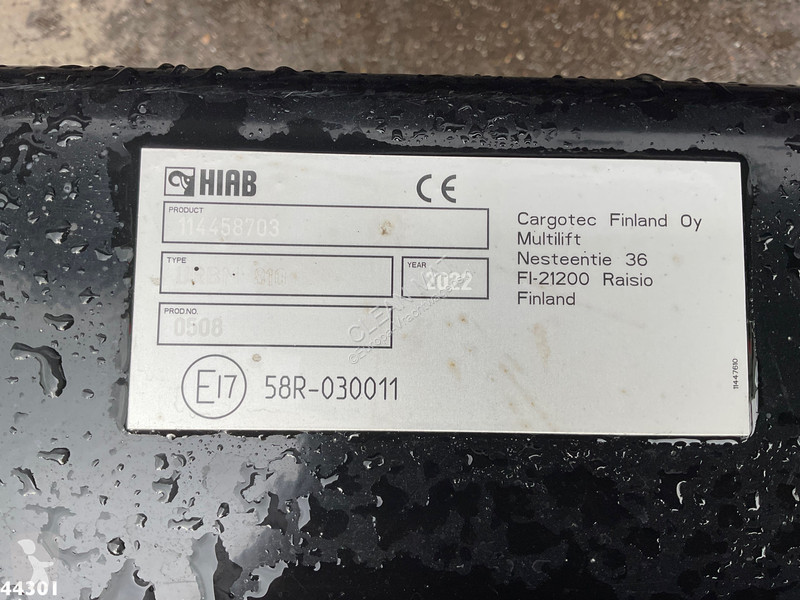 HIAB
CE
PRODUCT
114458703
TYPE
YEAR
2022
PROD.NO.
0508
E17 58R-030011
Cargotec Finland Oy
Multilift
Nesteentie 36
FI-21200 Raisio
Finland
11447610
44301